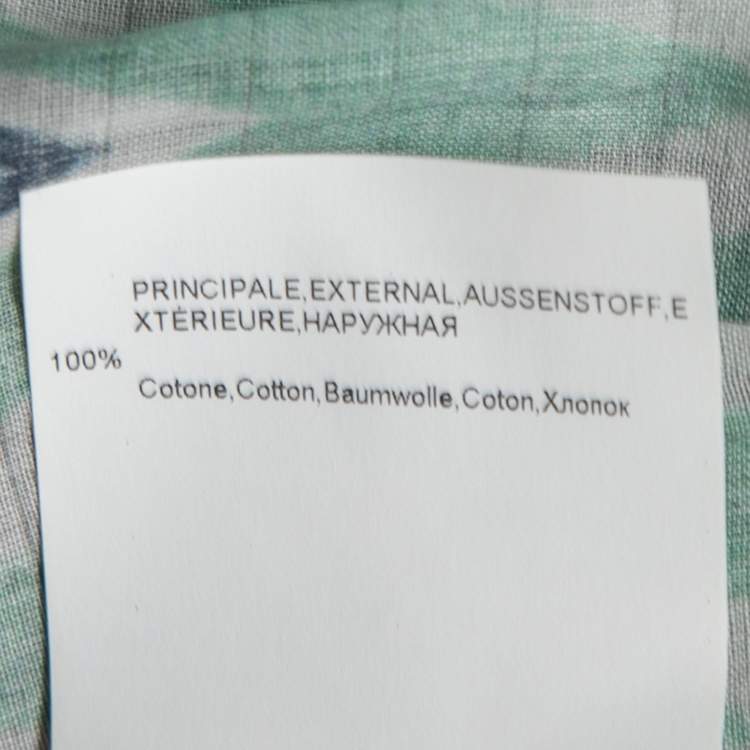 PRINCIPALE,EXTERNAL,AUSSENSTOFF,E
XTÉRIEURE,НАРУЖНАЯ
100%
Cotone,Cotton,Baumwolle,Coton,Хлопок